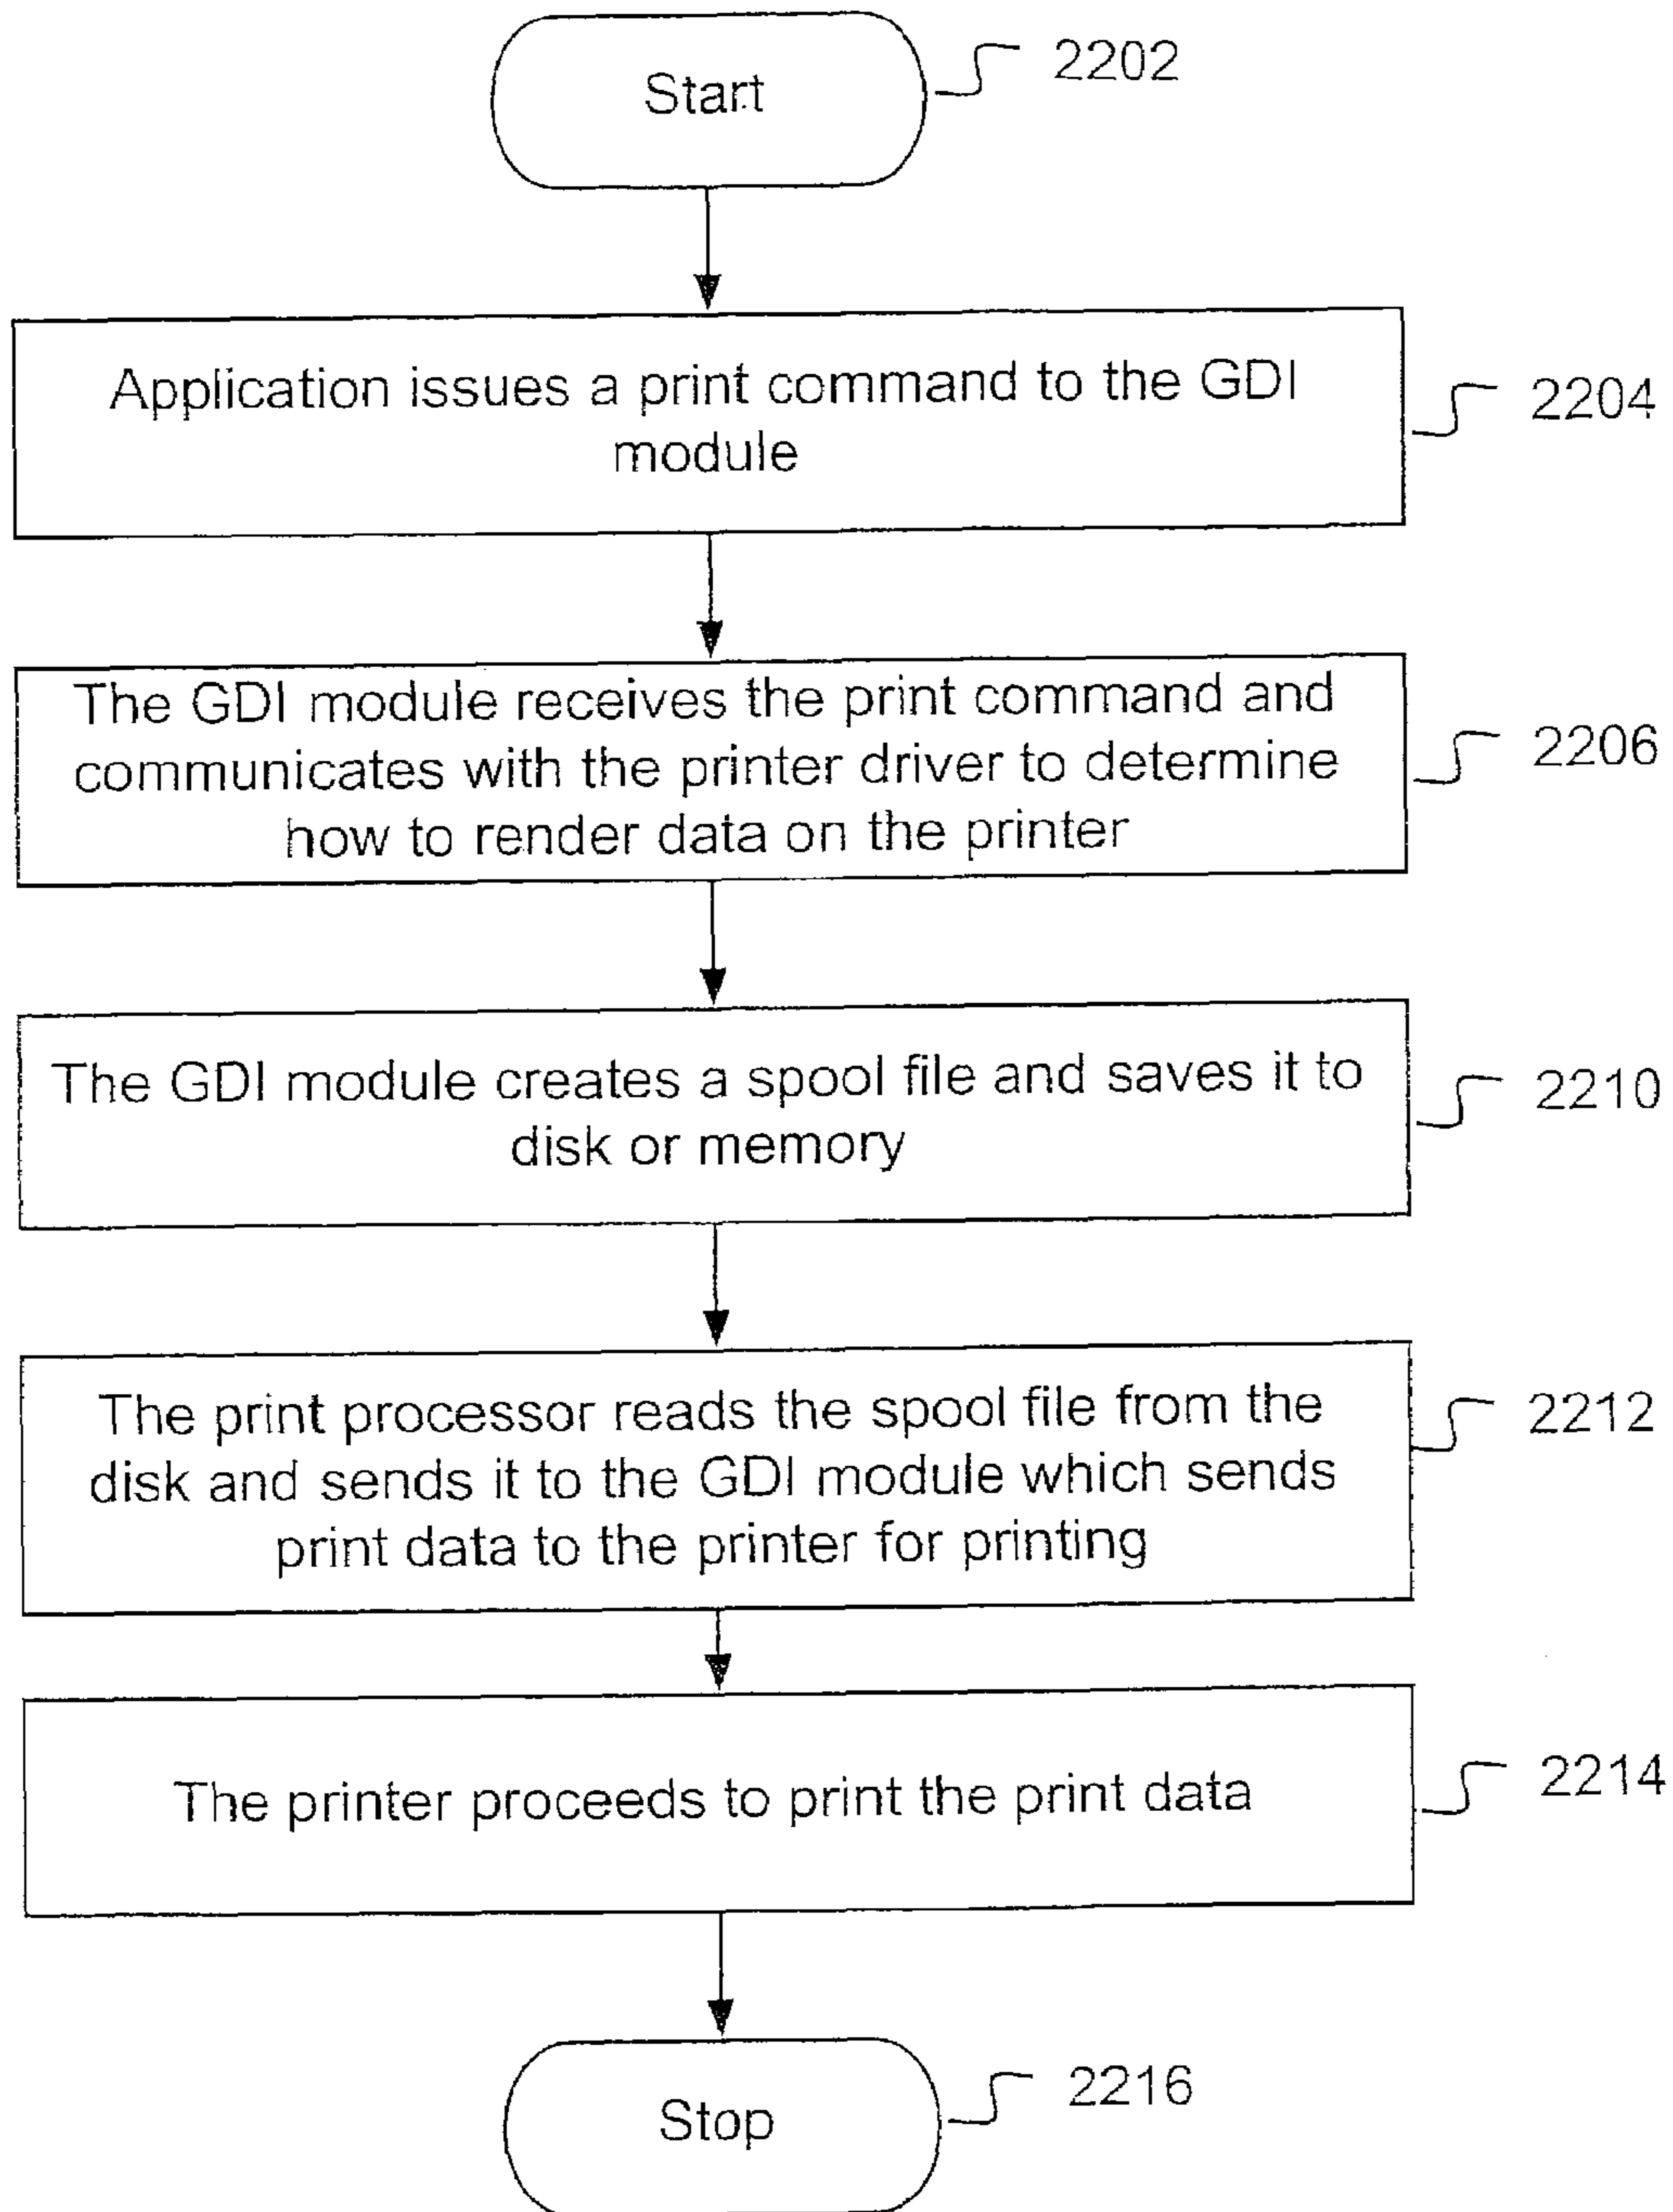 Start
2202
Application issues a print command to the GDI
module
2204
The GDI module receives the print command and
communicates with the printer driver to determine
how to render data on the printer
2206
The GDI module creates a spool file and saves it to
disk or memory
2210
The print processor reads the spool file from the
disk and sends it to the GDI module which sends
print data to the printer for printing
2212
The printer proceeds to print the print data
2214
Stop
2216